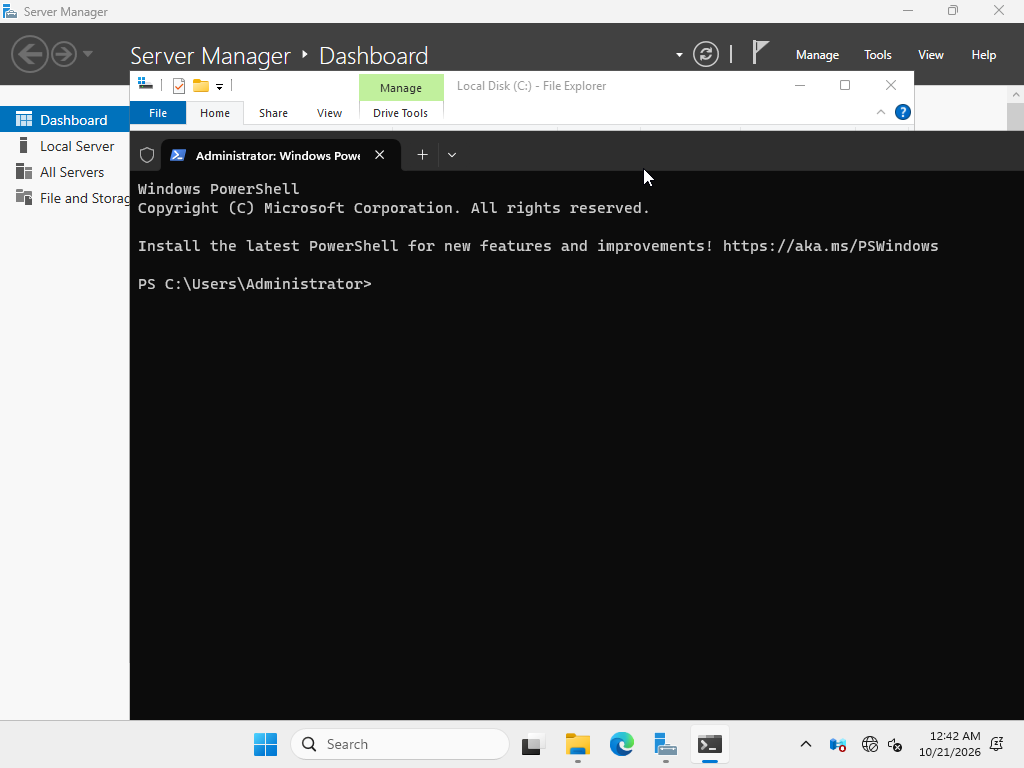 Server Manager
Server Manager Dashboard
Manage Tools View Help
Manage
Local Disk (C:) - File Explorer
File Home Share View Drive Tools
Dashboard
Local Server
All Servers
File and Storag
Administrator: Windows Powe
Windows PowerShell
Copyright (C) Microsoft Corporation. All rights reserved.
Install the latest PowerShell for new features and improvements! https://aka.ms/PSWindows
PS C:\Users\Administrator>
Search
12:42 AM
10/21/2026